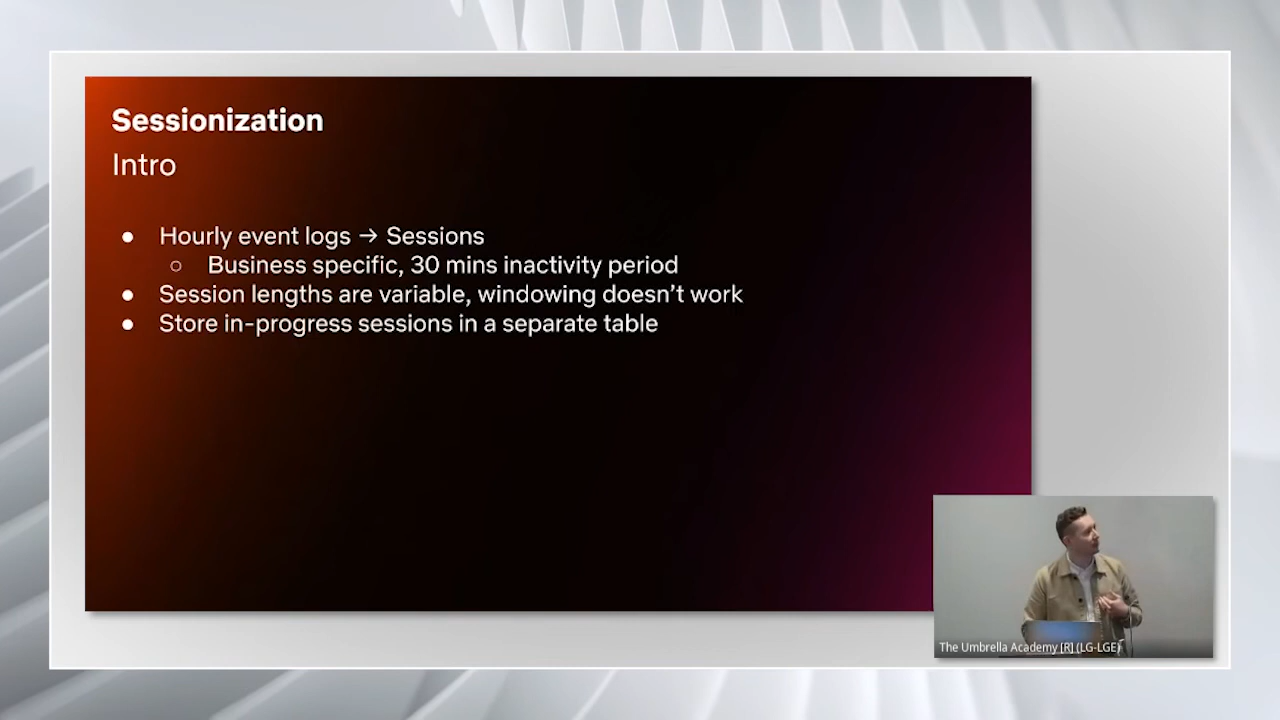 Sessionization
Intro
● Hourly event logs → Sessions
○ Business specific, 30 mins inactivity period
● Session lengths are variable, windowing doesn't work
● Store in-progress sessions in a separate table
The Umbrella Academy [R] (LG-LGE)